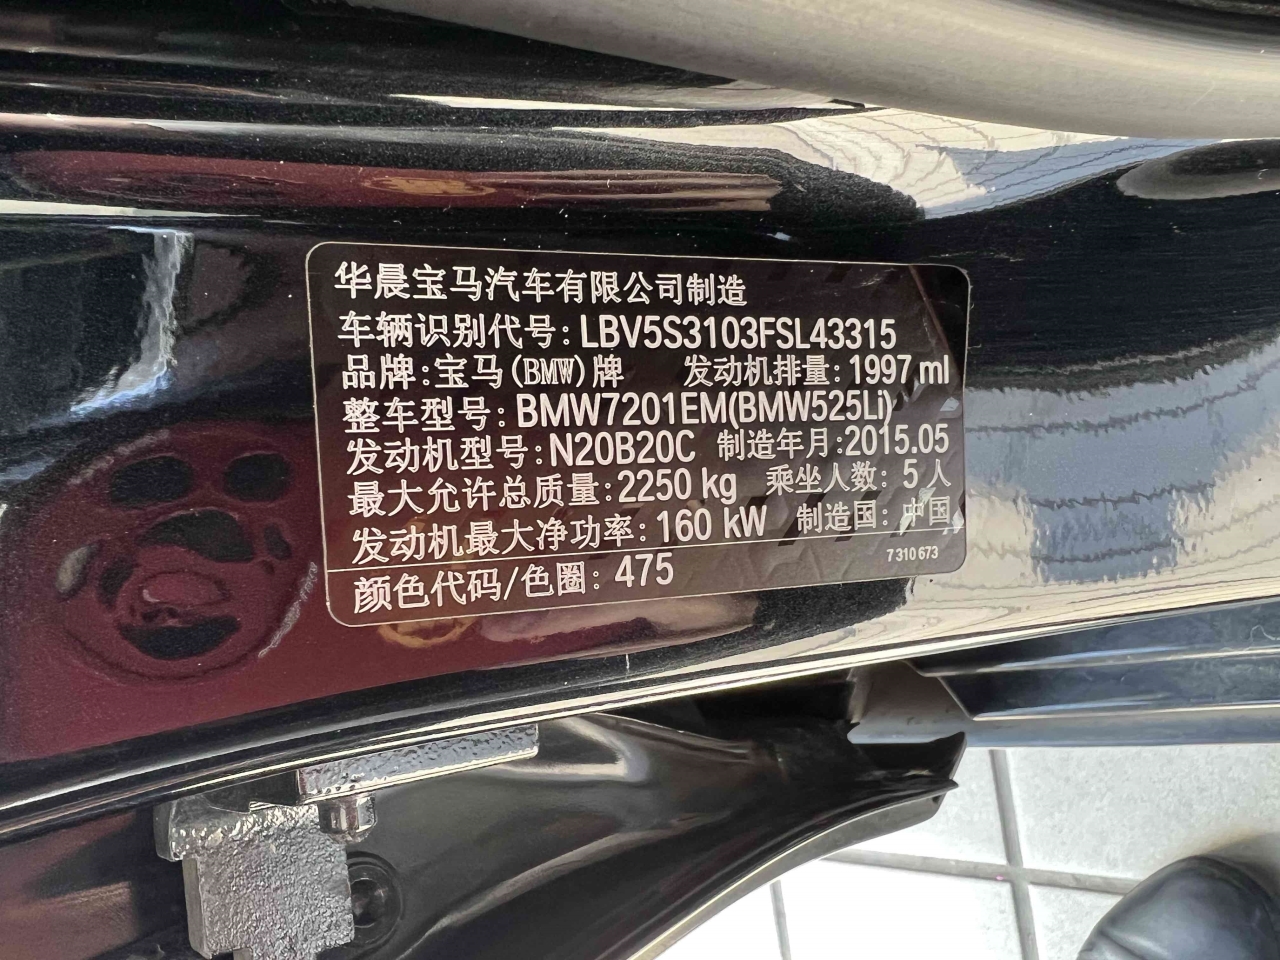 华晨宝马汽车有限公司制造
车辆识别代号: LBV5S3103FSL43315
品牌: 宝马(BMW)牌 发动机排量: 1997 ml
整车型号: BMW7201EM(BMW525Li)
发动机型号: N20B20C 制造年月: 2015.05
最大允许总质量: 2250 kg 乘坐人数: 5 人
发动机最大净功率: 160 kW 制造国: 中国
7 310 673
颜色代码/色圈: 475